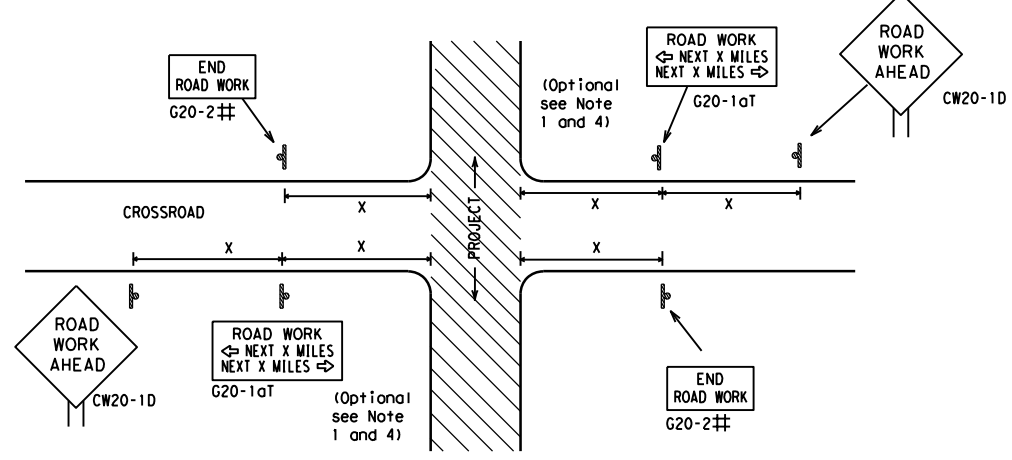 END
ROAD WORK
G20-2#
ROAD WORK
⇦ NEXT X MILES
NEXT X MILES ⇨
G20-1aT
(Optional
see Note
1 and 4)
ROAD
WORK
AHEAD
CW20-1D
X
X
X
CROSSROAD
PROJECT
X
X
X
ROAD
WORK
AHEAD
CW20-1D
ROAD WORK
⇦ NEXT X MILES
NEXT X MILES ⇨
G20-1aT
(Optional
see Note
1 and 4)
END
ROAD WORK
G20-2#